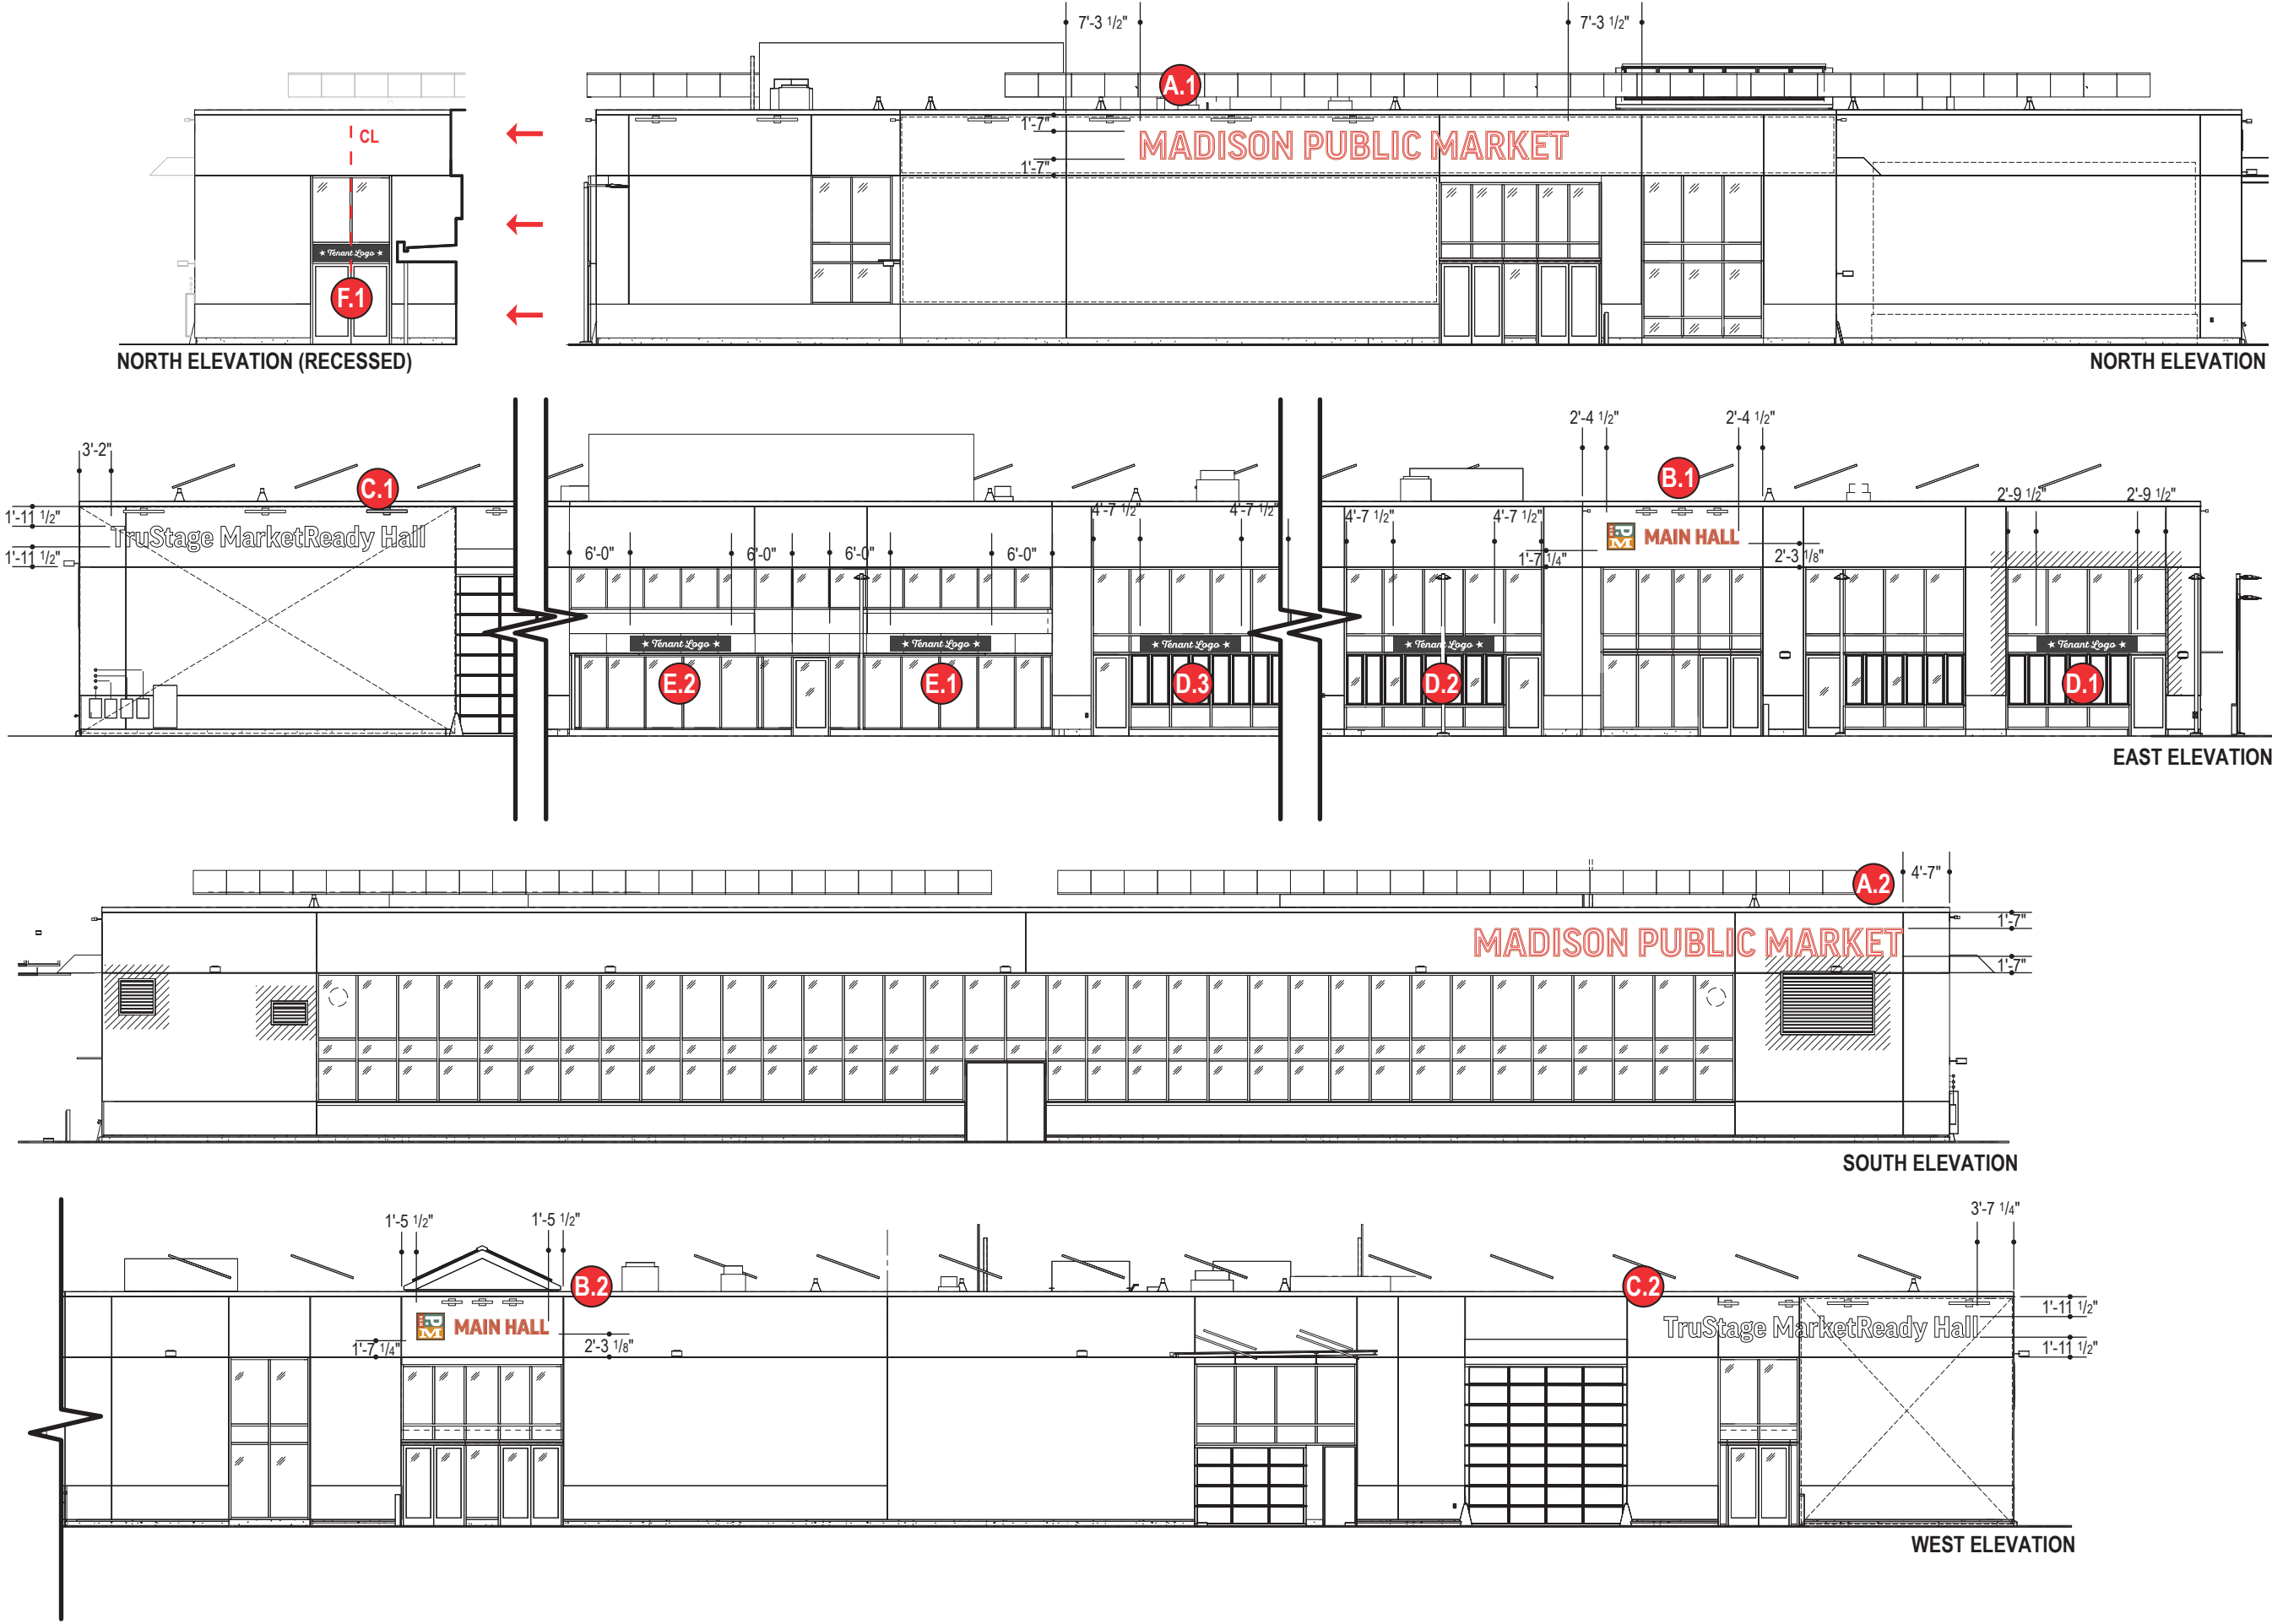 7'-3 1/2" 7'-3 1/2"
A.1
CL
1'-7"
MADISON PUBLIC MARKET
1'-7"
★ Tenant Logo ★
F.1
NORTH ELEVATION (RECESSED)
NORTH ELEVATION
2'-4 1/2" 2'-4 1/2"
3'-2"
C.1
B.1
2'-9 1/2" 2'-9 1/2"
1'-11 1/2"
4'-7 1/2" 4'-7 1/2" 4'-7 1/2" 4'-7 1/2"
TruStage MarketReady Hall
PM MAIN HALL
1'-11 1/2"
6'-0" 6'-0" 6'-0" 6'-0"
1'-7 1/4" 2'-3 1/8"
★ Tenant Logo ★ ★ Tenant Logo ★ ★ Tenant Logo ★ ★ Tenant Logo ★ ★ Tenant Logo ★
E.2 E.1 D.3 D.2 D.1
EAST ELEVATION
A.2 4'-7"
1'-7"
MADISON PUBLIC MARKET
1'-7"
SOUTH ELEVATION
1'-5 1/2" 1'-5 1/2"
3'-7 1/4"
B.2
C.2
1'-11 1/2"
PM MAIN HALL
TruStage MarketReady Hall
1'-7 1/4" 2'-3 1/8"
1'-11 1/2"
WEST ELEVATION